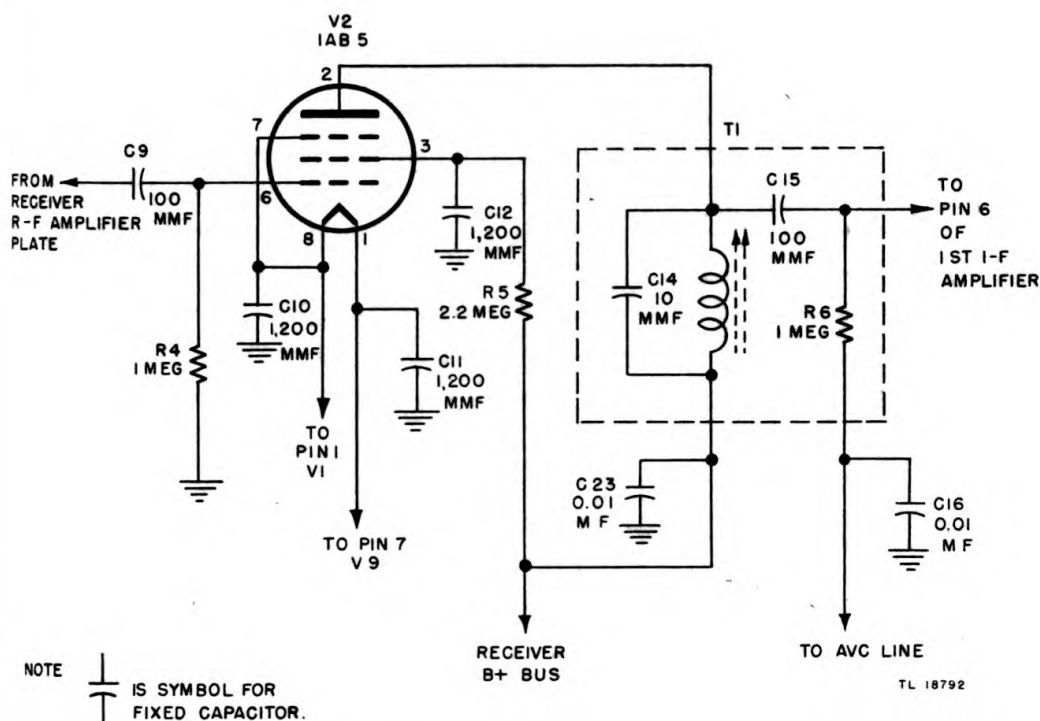 V2
1AB 5
2
7
3
6
8
1
C9
100
MMF
FROM
RECEIVER
R-F AMPLIFIER
PLATE
R4
1 MEG
C10
1,200
MMF
C11
1,200
MMF
C12
1,200
MMF
R5
2.2 MEG
TO
PIN 1
V1
TO PIN 7
V9
T1
C14
10
MMF
C15
100
MMF
R6
1 MEG
TO
PIN 6
OF
1ST I-F
AMPLIFIER
C23
0.01
MF
C16
0.01
MF
RECEIVER
B+ BUS
TO AVC LINE
TL 18792
NOTE
IS SYMBOL FOR
FIXED CAPACITOR.